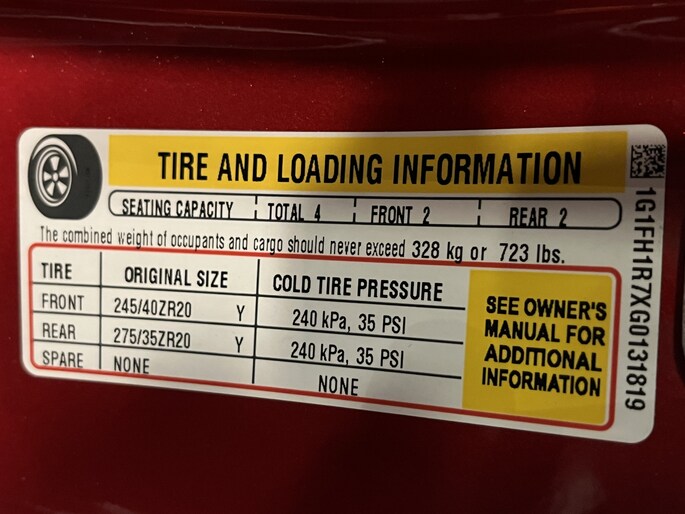 TIRE AND LOADING INFORMATION
SEATING CAPACITY TOTAL 4 FRONT 2 REAR 2
The combined weight of occupants and cargo should never exceed 328 kg or 723 lbs.
TIRE ORIGINAL SIZE COLD TIRE PRESSURE
FRONT 245/40ZR20 Y 240 kPa, 35 PSI
REAR 275/35ZR20 Y 240 kPa, 35 PSI
SPARE NONE NONE
SEE OWNER'S
MANUAL FOR
ADDITIONAL
INFORMATION
1G1FH1R7XG0131819